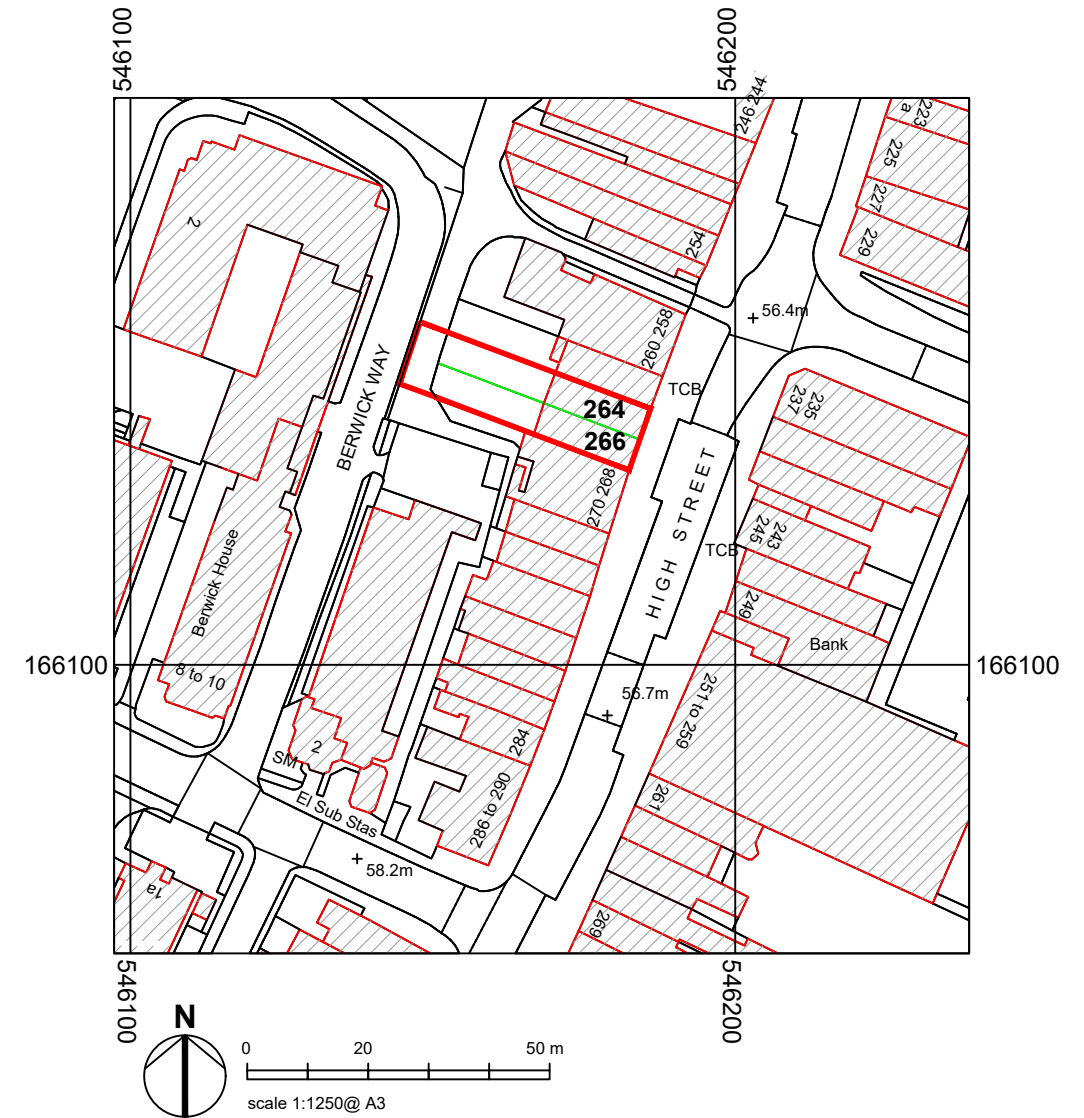 546100
546200
246 244
223
a
225
227
229
2
254
56.4m
260 258
TCB
BERWICK WAY
264
266
235
237
270 268
HIGH STREET
TCB
243
245
Berwick House
249
Bank
166100
166100
8 to 10
56.7m
251 to 259
284
2
SM
261
El Sub Stas
286 to 290
58.2m
1a
269
546100
546200
N
0 20 50 m
scale 1:1250@ A3